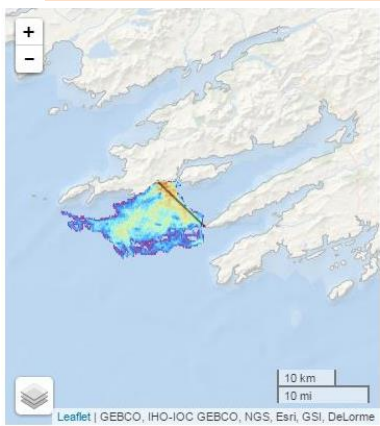 +
−
10 km
10 mi
Leaflet | GEBCO, IHO-IOC GEBCO, NGS, Esri, GSI, DeLorme